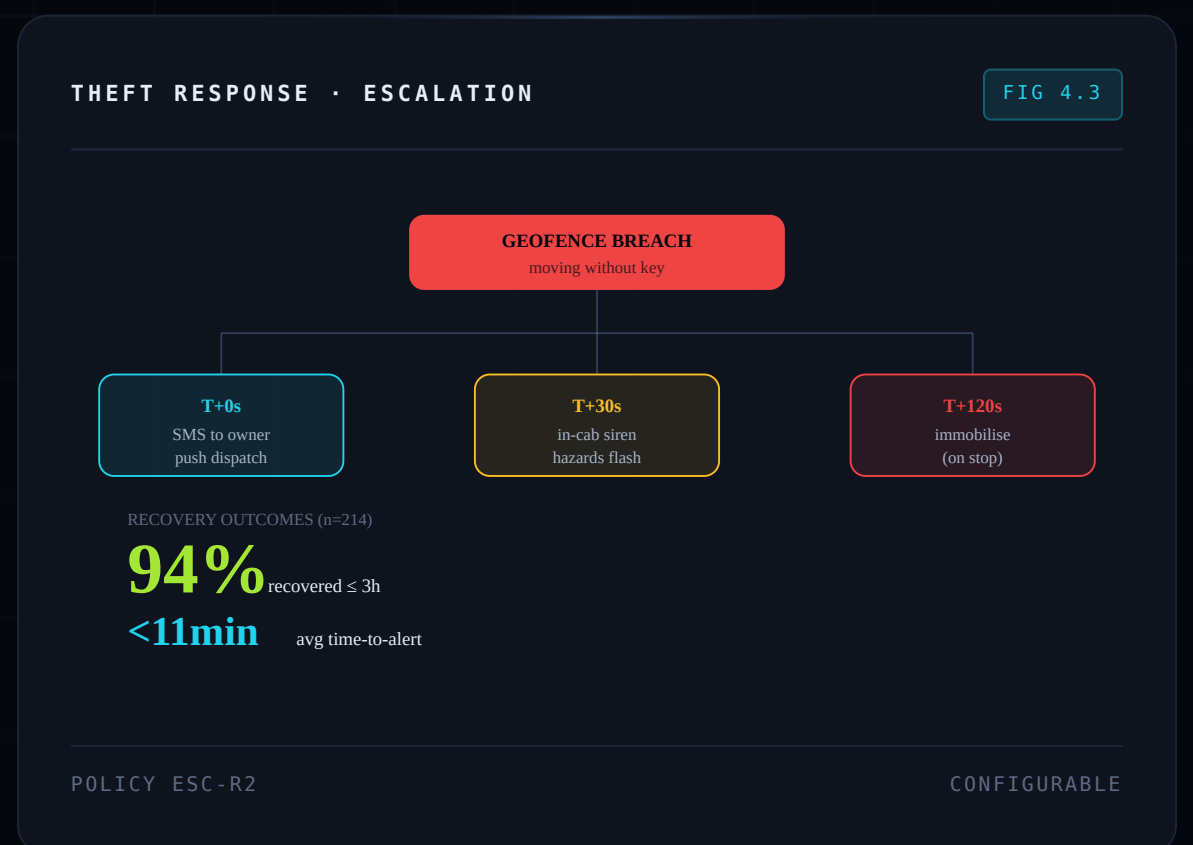 THEFT RESPONSE · ESCALATION
FIG 4.3
GEOFENCE BREACH
moving without key
T+0s
SMS to owner
push dispatch
T+30s
in-cab siren
hazards flash
T+120s
immobilise
(on stop)
RECOVERY OUTCOMES (n=214)
94% recovered ≤ 3h
<11min avg time-to-alert
POLICY ESC-R2
CONFIGURABLE